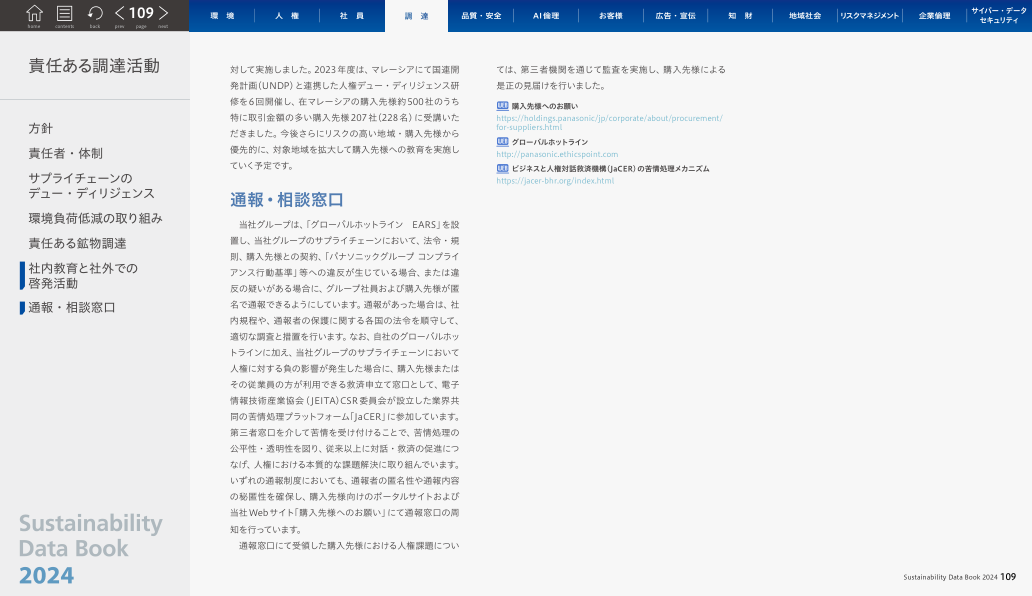 home
contents
back
prev
109
page
next
環 境
人 権
社 員
調 達
品質・安全
AI倫理
お客様
広告・宣伝
知 財
地域社会
リスクマネジメント
企業倫理
サイバー・データ
セキュリティ
責任ある調達活動
方針
責任者・体制
サプライチェーンの
デュー・ディリジェンス
環境負荷低減の取り組み
責任ある鉱物調達
社内教育と社外での
啓発活動
通報・相談窓口
Sustainability
Data Book
2024
対して実施しました。2023年度は、マレーシアにて国連開
発計画(UNDP)と連携した人権デュー・ディリジェンス研
修を6回開催し、在マレーシアの購入先様約500社のうち
特に取引金額の多い購入先様207社(228名)に受講いた
だきました。今後さらにリスクの高い地域・購入先様から
優先的に、対象地域を拡大して購入先様への教育を実施し
ていく予定です。
通報・相談窓口
当社グループは、「グローバルホットライン　EARS」を設
置し、当社グループのサプライチェーンにおいて、法令・規
則、購入先様との契約、「パナソニックグループ コンプライ
アンス行動基準」等への違反が生じている場合、または違
反の疑いがある場合に、グループ社員および購入先様が匿
名で通報できるようにしています。通報があった場合は、社
内規程や、通報者の保護に関する各国の法令を順守して、
適切な調査と措置を行います。なお、自社のグローバルホッ
トラインに加え、当社グループのサプライチェーンにおいて
人権に対する負の影響が発生した場合に、購入先様または
その従業員の方が利用できる救済申立て窓口として、電子
情報技術産業協会(JEITA)CSR委員会が設立した業界共
同の苦情処理プラットフォーム「JaCER」に参加しています。
第三者窓口を介して苦情を受け付けることで、苦情処理の
公平性・透明性を図り、従来以上に対話・救済の促進につ
なげ、人権における本質的な課題解決に取り組んでいます。
いずれの通報制度においても、通報者の匿名性や通報内容
の秘匿性を確保し、購入先様向けのポータルサイトおよび
当社Webサイト「購入先様へのお願い」にて通報窓口の周
知を行っています。
通報窓口にて受領した購入先様における人権課題につい
ては、第三者機関を通じて監査を実施し、購入先様による
是正の見届けを行いました。
購入先様へのお願い
https://holdings.panasonic/jp/corporate/about/procurement/
for-suppliers.html
グローバルホットライン
http://panasonic.ethicspoint.com
ビジネスと人権対話救済機構(JaCER)の苦情処理メカニズム
https://jacer-bhr.org/index.html
Sustainability Data Book 2024 109